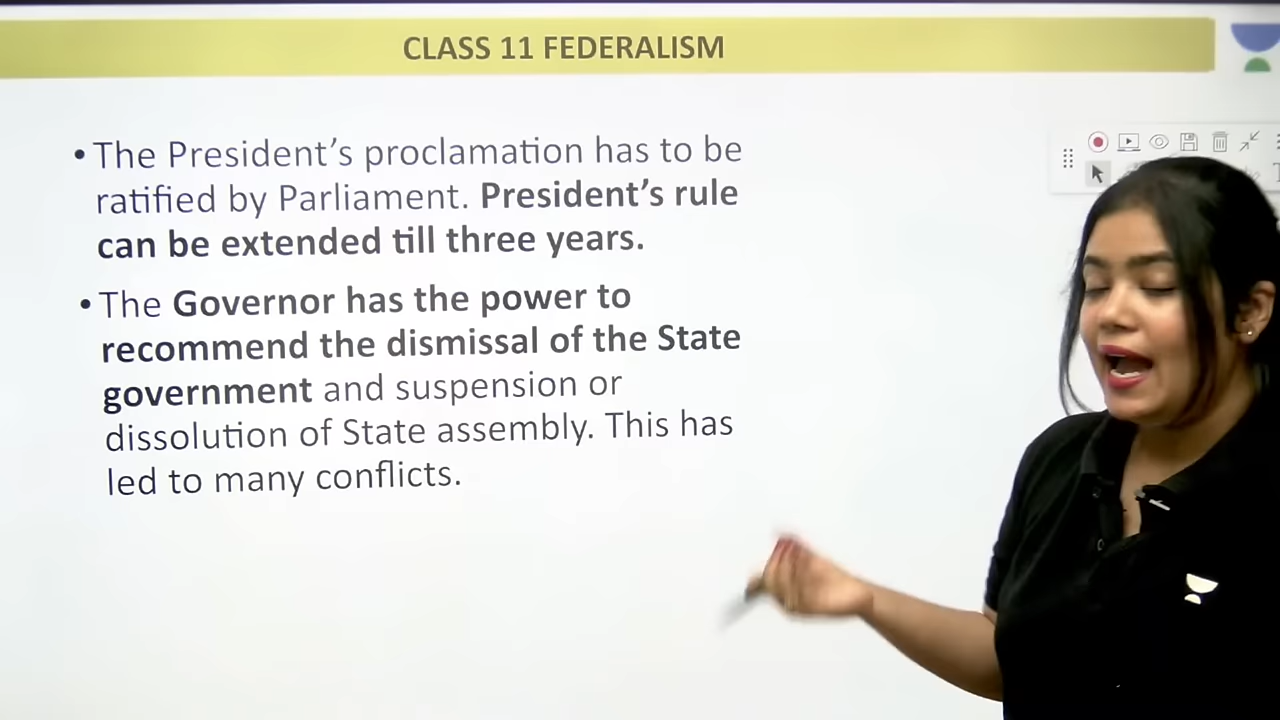 CLASS 11 FEDERALISM
• The President's proclamation has to be
ratified by Parliament. President's rule
can be extended till three years.
• The Governor has the power to
recommend the dismissal of the State
government and suspension or
dissolution of State assembly. This has
led to many conflicts.